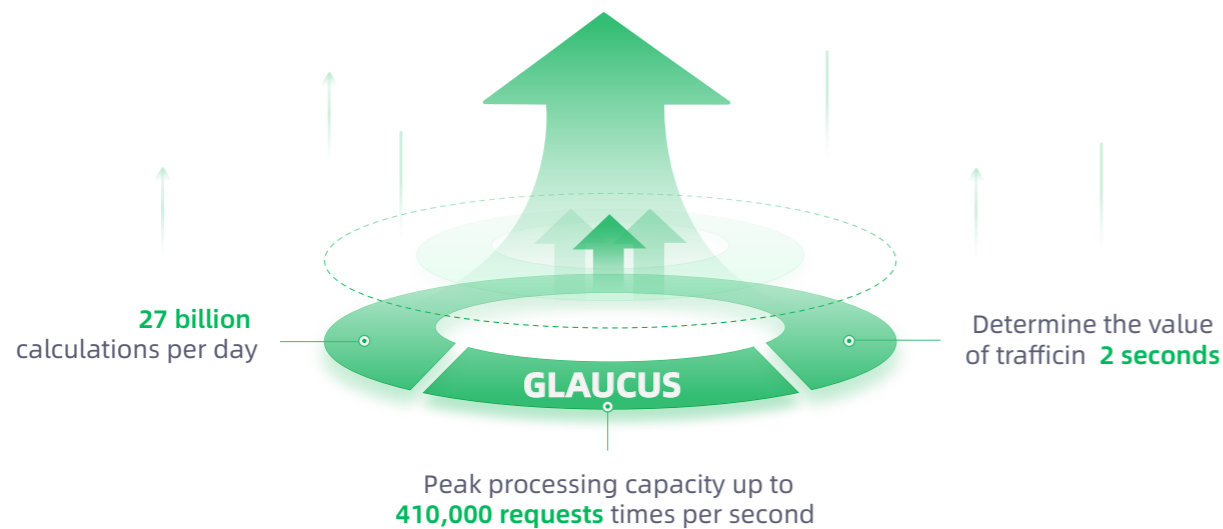 27 billion
calculations per day
Determine the value
of trafficin 2 seconds
GLAUCUS
Peak processing capacity up to
410,000 requests times per second